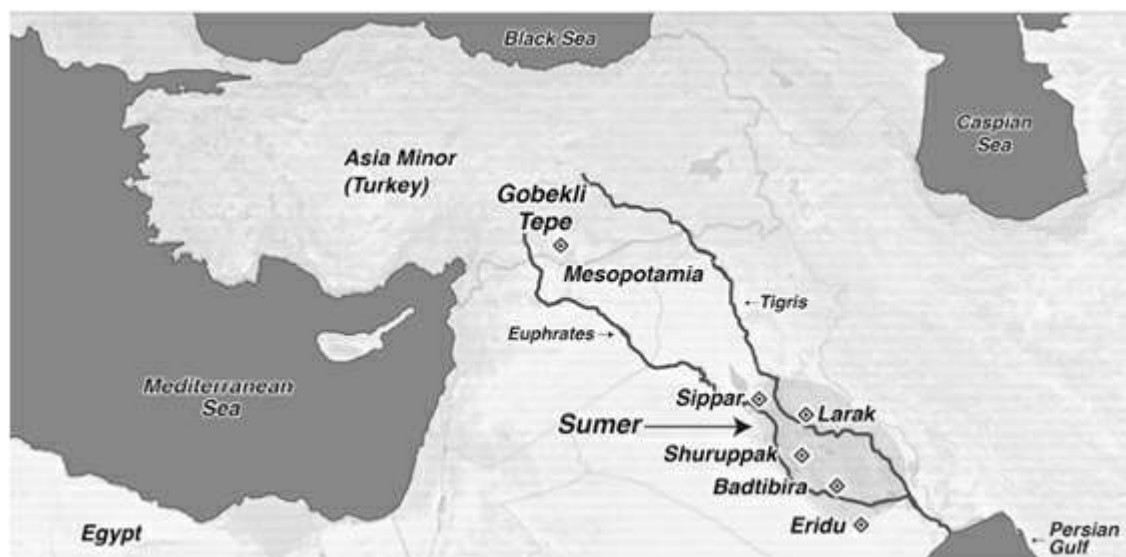 Black Sea
Caspian
Sea
Asia Minor
(Turkey)
Gobekli
Tepe
Mesopotamia
←Tigris
Euphrates→
Mediterranean
Sea
Sippar
Larak
Sumer
Shuruppak
Badtibira
Egypt
Eridu
←Persian
Gulf